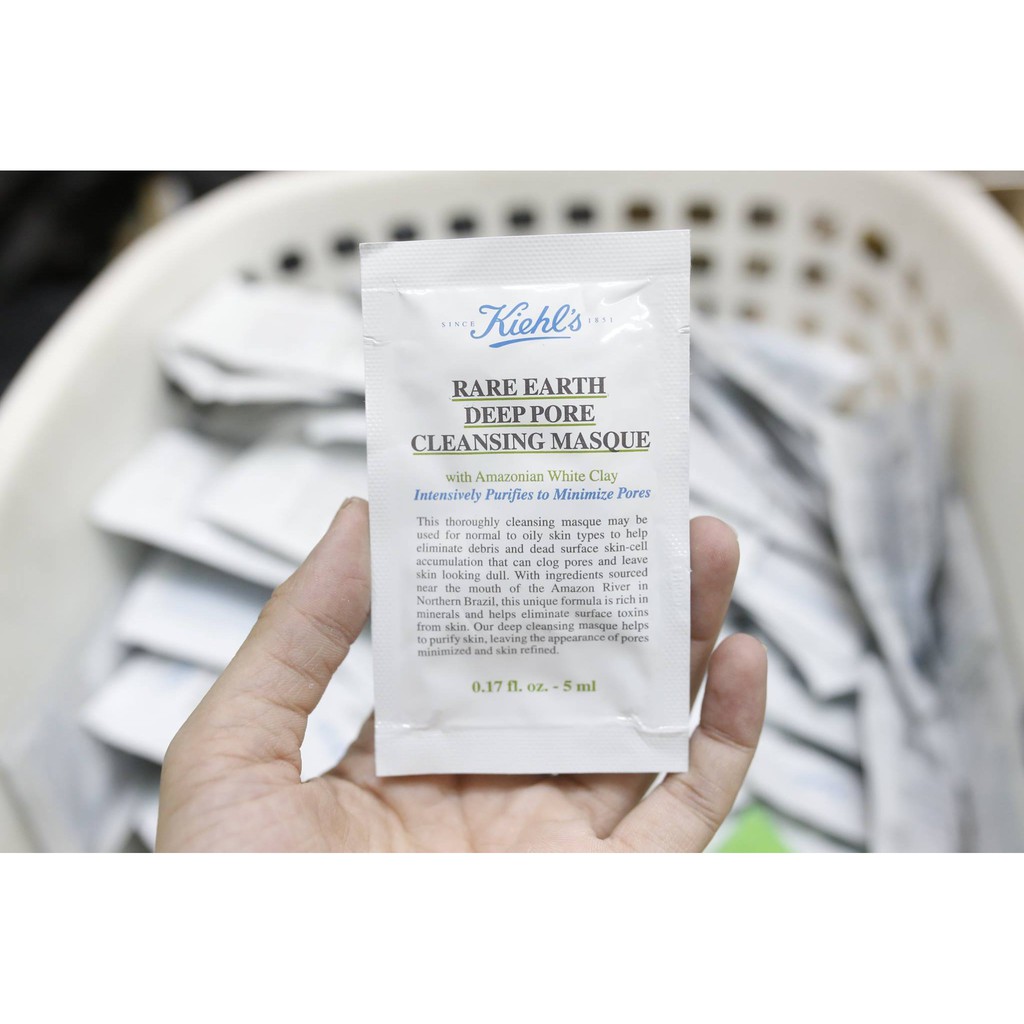 SINCE Kiehl's 1851
RARE EARTH
DEEP PORE
CLEANSING MASQUE
with Amazonian White Clay
Intensively Purifies to Minimize Pores
This thoroughly cleansing masque may be
used for normal to oily skin types to help
eliminate debris and dead surface skin-cell
accumulation that can clog pores and leave
skin looking dull. With ingredients sourced
near the mouth of the Amazon River in
Northern Brazil, this unique formula is rich in
minerals and helps eliminate surface toxins
from skin. Our deep cleansing masque helps
to purify skin, leaving the appearance of pores
minimized and skin refined.
0.17 fl. oz. - 5 ml